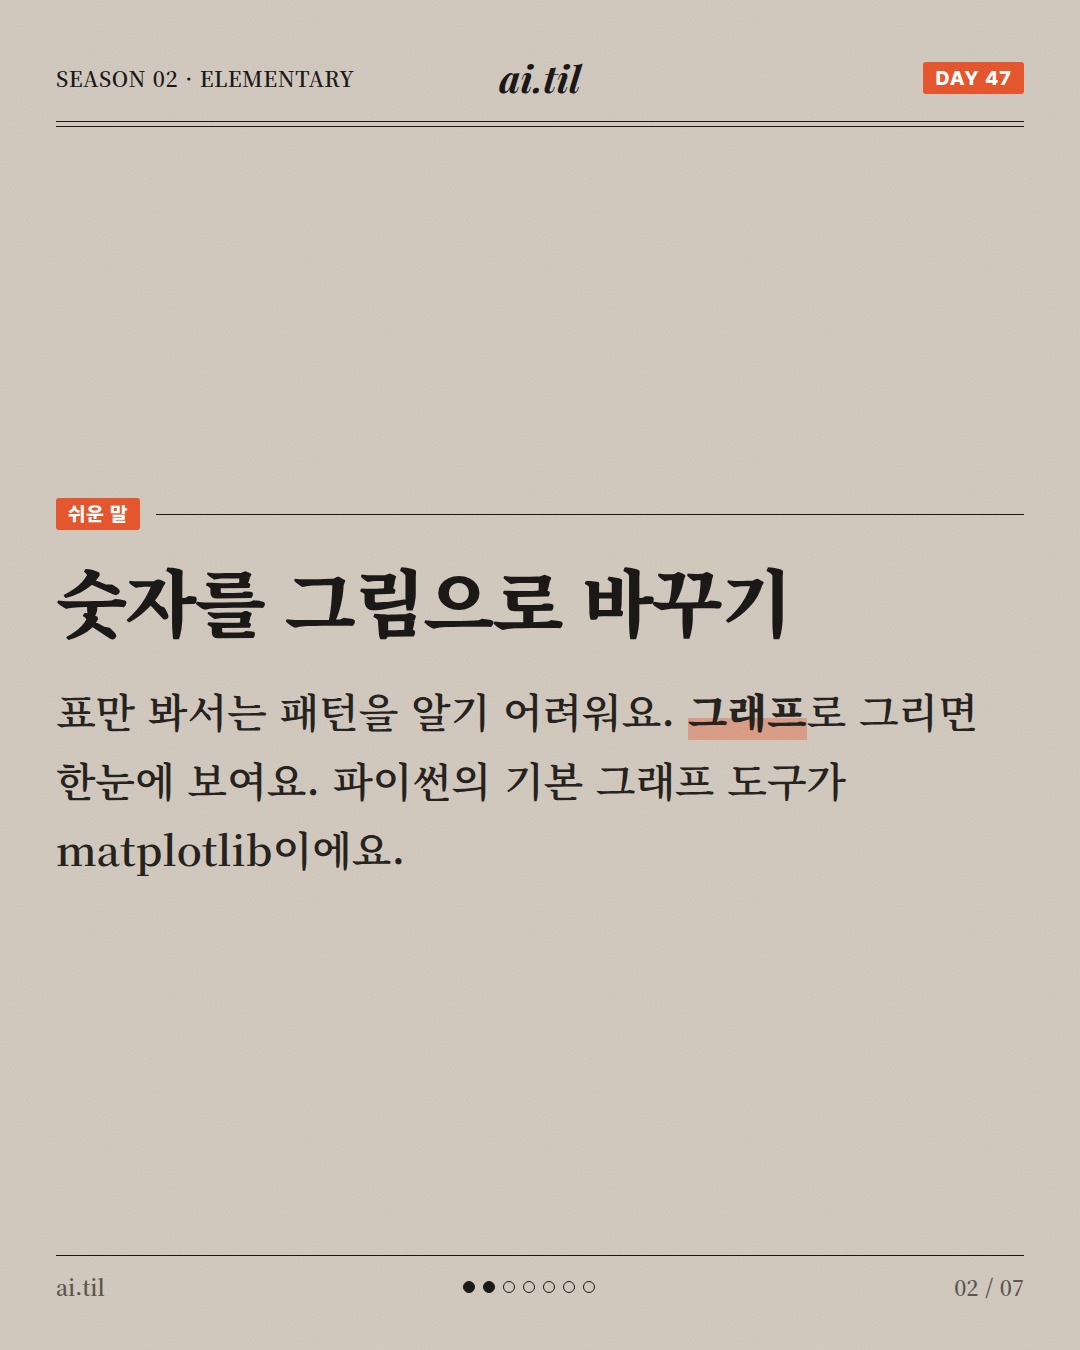 SEASON 02 · ELEMENTARY
ai.til
DAY 47
쉬운 말
숫자를 그림으로 바꾸기
표만 봐서는 패턴을 알기 어려워요. 그래프로 그리면
한눈에 보여요. 파이썬의 기본 그래프 도구가
matplotlib이에요.
ai.til
02 / 07